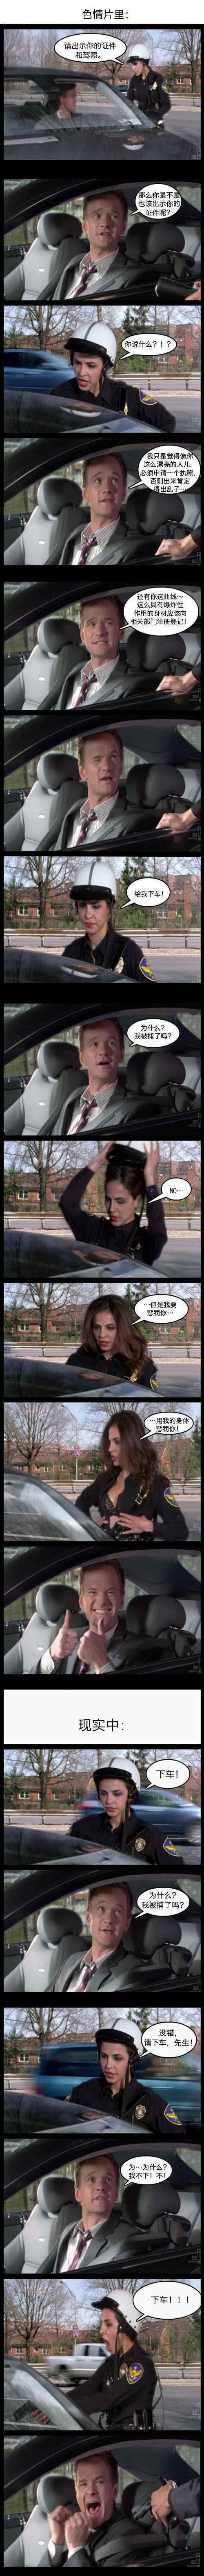 色情片里：
请出示你的证件
和驾照。
那么你是不是
也该出示你的
证件呢？
你说什么？！？
我只是觉得像你
这么漂亮的人儿，
必须申请一个执照，
否则出来肯定
得出乱子…
还有你这曲线～
这么具有爆炸性
作用的身材应该向
相关部门注册登记！
给我下车！
为什么？
我被捕了吗？
NO…
…但是我要
惩罚你…
…用我的身体
惩罚你！
现实中：
下车！
为什么？
我被捕了吗？
没错，
请下车，先生！
为…为什么？
我不下！不！
下车！！！